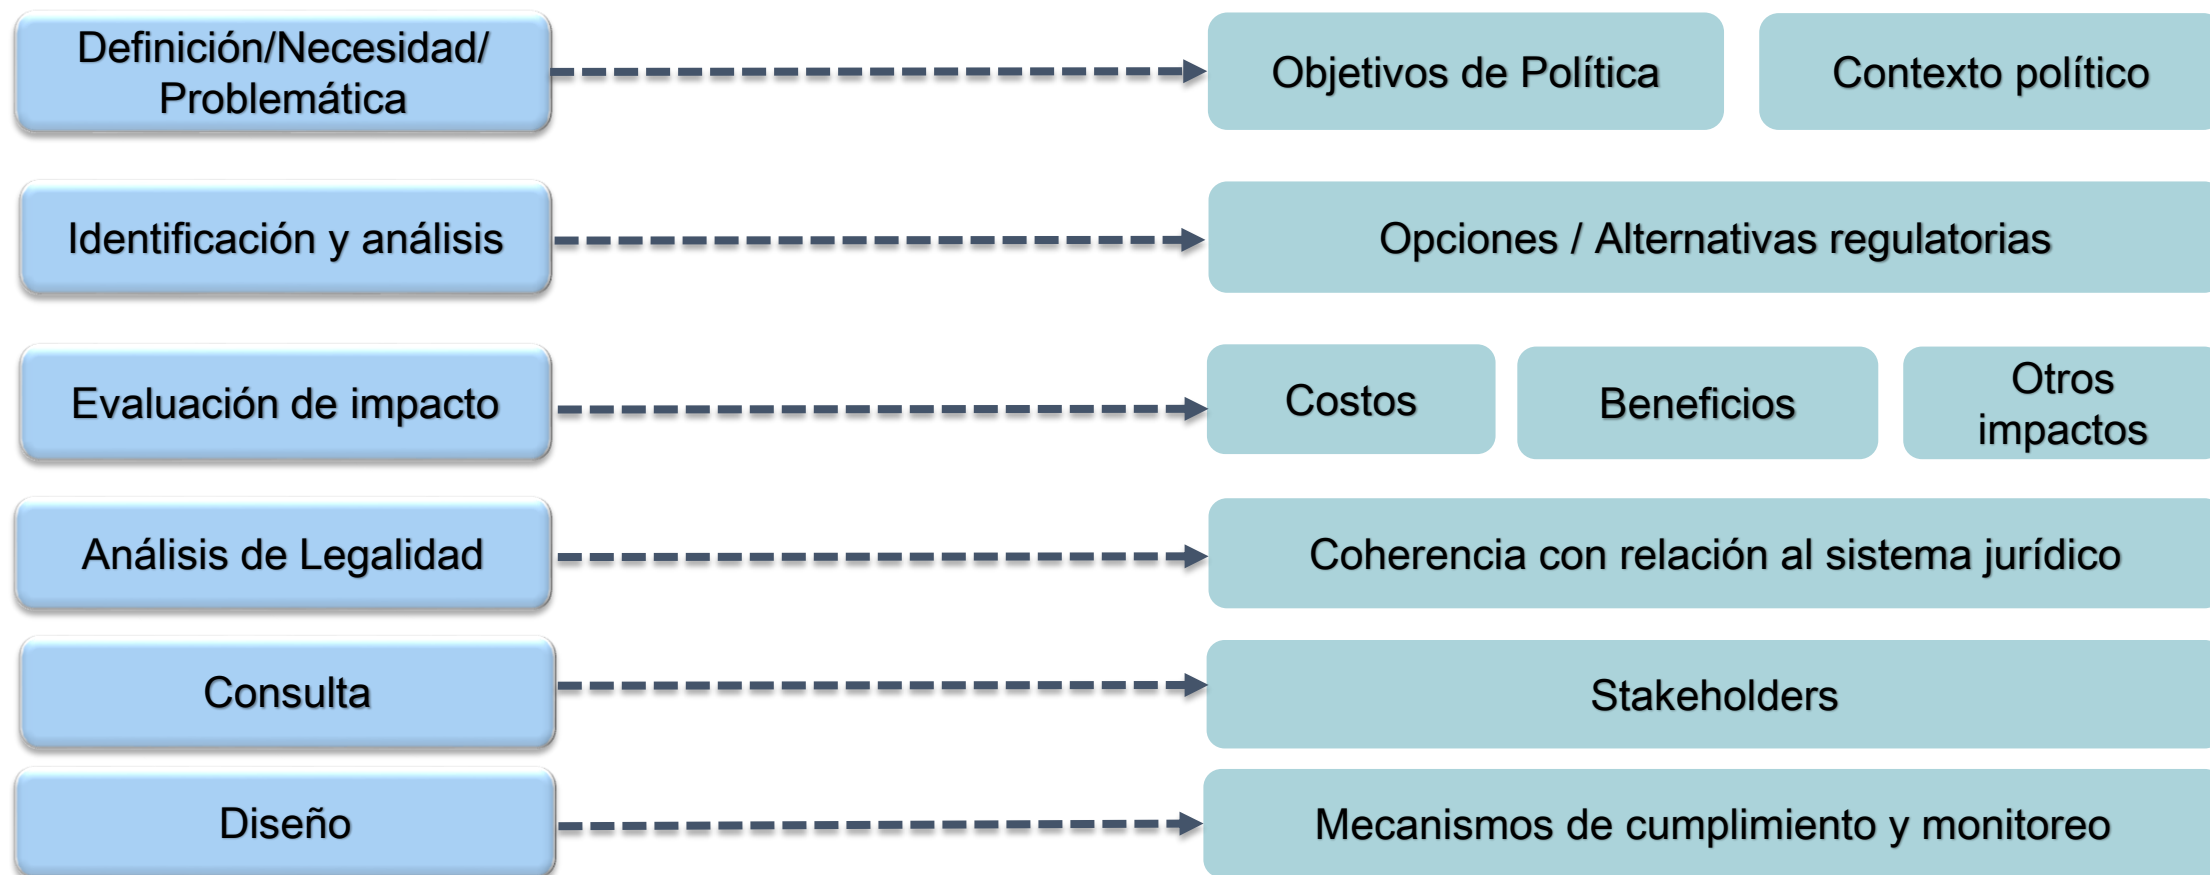 Definición/Necesidad/
Problemática
Objetivos de Política
Contexto político
Identificación y análisis
Opciones / Alternativas regulatorias
Evaluación de impacto
Costos
Beneficios
Otros
impactos
Análisis de Legalidad
Coherencia con relación al sistema jurídico
Consulta
Stakeholders
Diseño
Mecanismos de cumplimiento y monitoreo